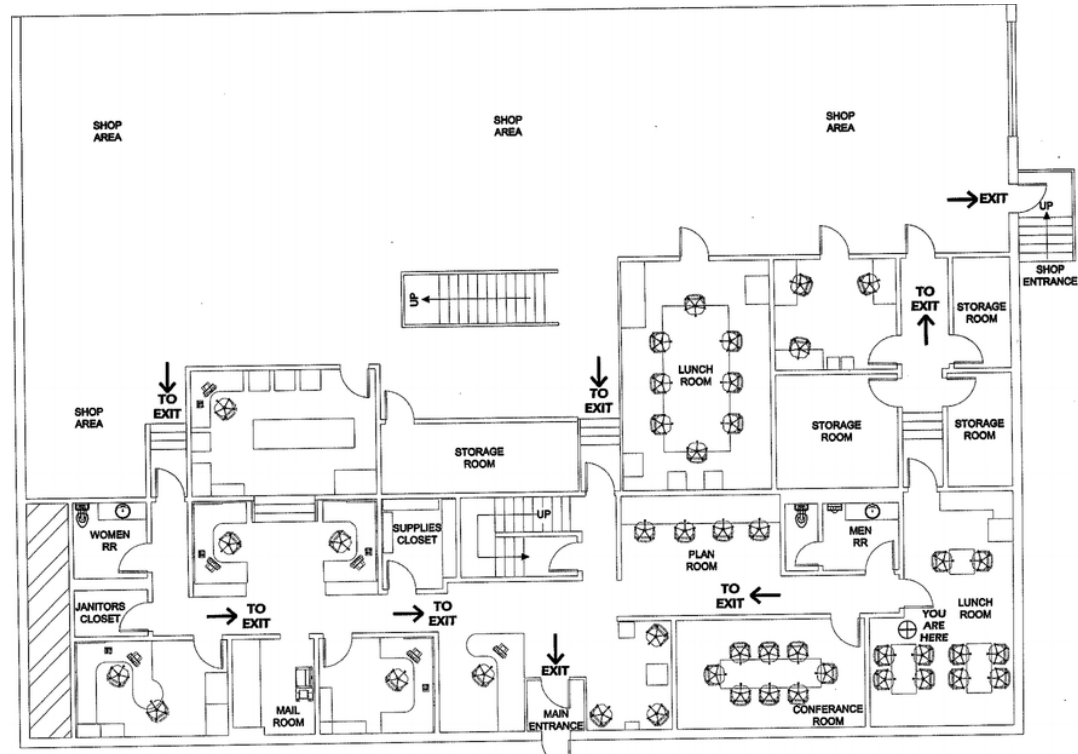 SHOP
AREA
SHOP
AREA
SHOP
AREA
EXIT
UP
SHOP
ENTRANCE
UP
TO
EXIT
STORAGE
ROOM
LUNCH
ROOM
TO
EXIT
TO
EXIT
SHOP
AREA
STORAGE
ROOM
STORAGE
ROOM
STORAGE
ROOM
UP
SUPPLIES
CLOSET
WOMEN
RR
MEN
RR
PLAN
ROOM
JANITORS
CLOSET
TO
EXIT
TO
EXIT
TO
EXIT
LUNCH
ROOM
YOU
ARE
HERE
EXIT
MAIL
ROOM
MAIN
ENTRANCE
CONFERANCE
ROOM